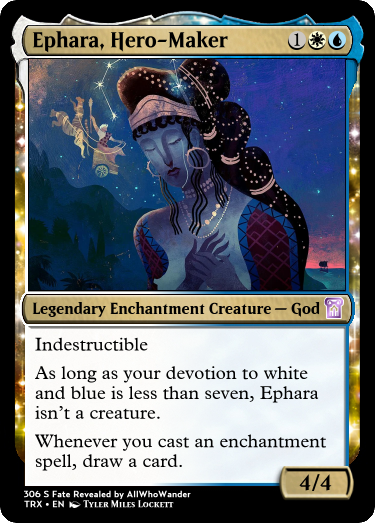 Ephara, Hero-Maker 1
Legendary Enchantment Creature — God
Indestructible
As long as your devotion to white
and blue is less than seven, Ephara
isn't a creature.
Whenever you cast an enchantment
spell, draw a card.
4/4
306 S Fate Revealed by AllWhoWander
TRX • EN Tyler Miles Lockett